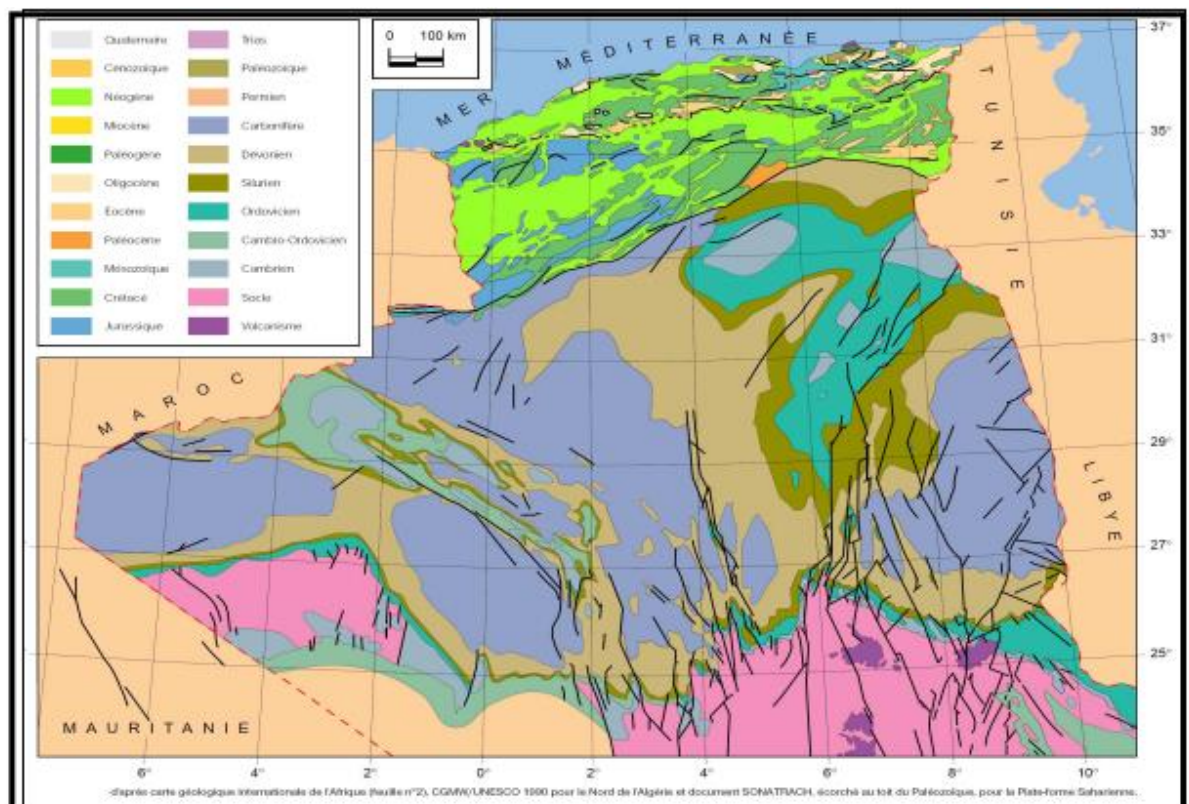 Quaternaire
Cénozoïque
Néogène
Miocène
Paléogène
Oligocène
Eocène
Paléocène
Mésozoïque
Crétacé
Jurassique
Trias
Paléozoïque
Permien
Carbonifère
Dévonien
Silurien
Ordovicien
Cambro-Ordovicien
Cambrien
Socle
Volcanisme
0 100 km
MER MÉDITERRANÉE
TUNISIE
LIBYE
MAROC
MAURITANIE
37°
35°
33°
31°
29°
27°
25°
6° 4° 2° 0° 2° 4° 6° 8° 10°
-d'après carte géologique internationale de l'Afrique (feuille n°2), CGMW/UNESCO 1990 pour le Nord de l'Algérie et document SONATRACH, écorché au toit du Paléozoïque, pour la Plate-forme Saharienne.